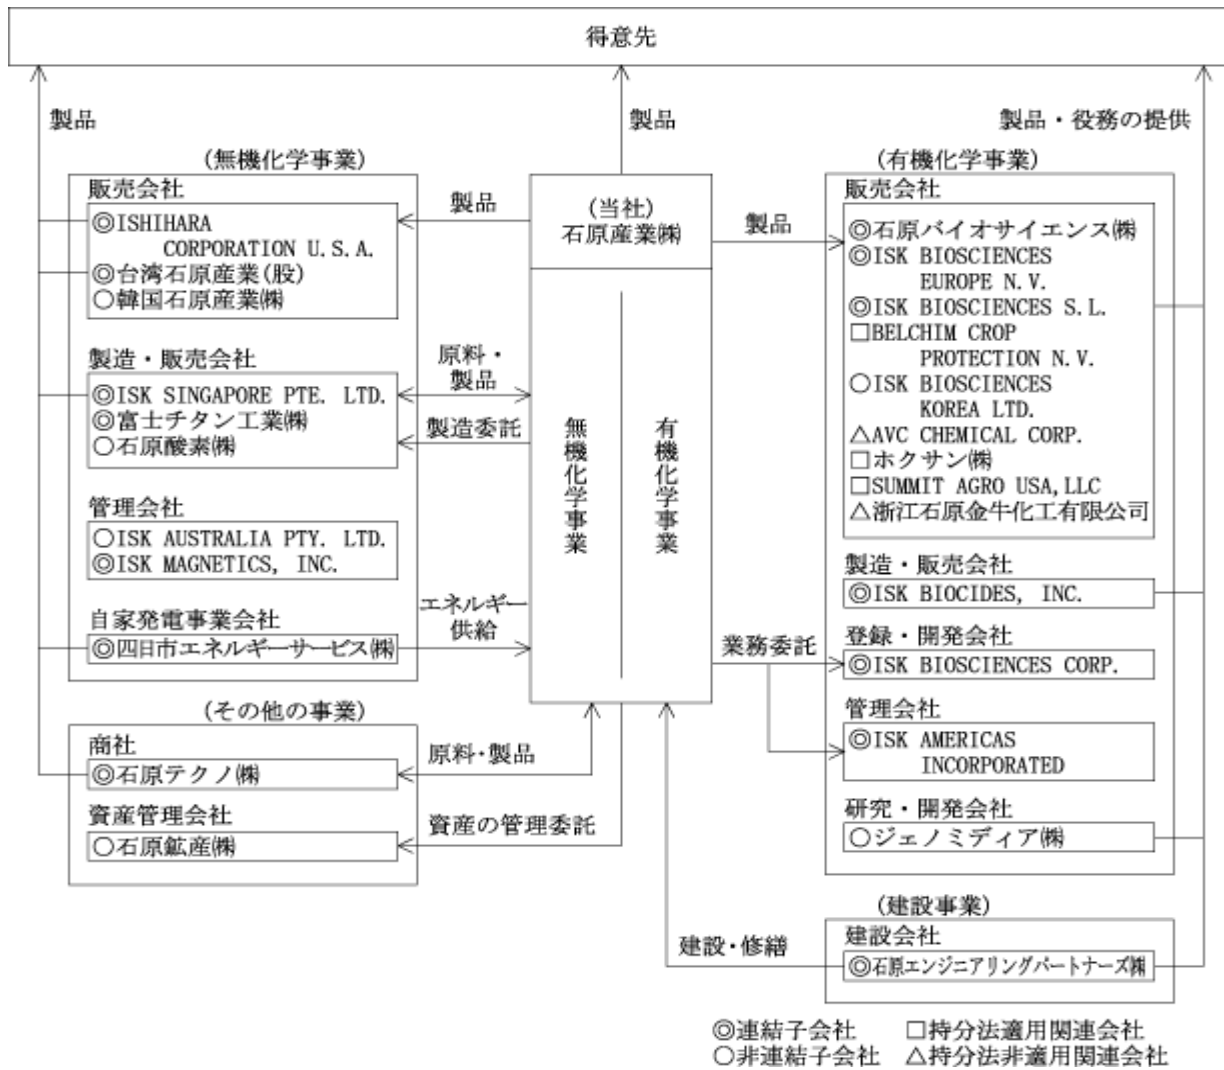 得意先
製品
製品
製品・役務の提供
(無機化学事業)
販売会社
◎ISHIHARA
CORPORATION U.S.A.
◎台湾石原産業(股)
○韓国石原産業㈱
製造・販売会社
◎ISK SINGAPORE PTE. LTD.
◎富士チタン工業㈱
○石原酸素㈱
管理会社
○ISK AUSTRALIA PTY. LTD.
◎ISK MAGNETICS, INC.
自家発電事業会社
◎四日市エネルギーサービス㈱
(その他の事業)
商社
◎石原テクノ㈱
資産管理会社
○石原鉱産㈱
製品
原料・
製品
製造委託
エネルギー
供給
原料・製品
資産の管理委託
(当社)
石原産業㈱
無機化学事業
有機化学事業
製品
業務委託
建設・修繕
(有機化学事業)
販売会社
◎石原バイオサイエンス㈱
◎ISK BIOSCIENCES
EUROPE N.V.
◎ISK BIOSCIENCES S.L.
□BELCHIM CROP
PROTECTION N.V.
○ISK BIOSCIENCES
KOREA LTD.
△AVC CHEMICAL CORP.
□ホクサン㈱
□SUMMIT AGRO USA,LLC
△浙江石原金牛化工有限公司
製造・販売会社
◎ISK BIOCIDES, INC.
登録・開発会社
◎ISK BIOSCIENCES CORP.
管理会社
◎ISK AMERICAS
INCORPORATED
研究・開発会社
○ジェノミディア㈱
(建設事業)
建設会社
◎石原エンジニアリングパートナーズ㈱
◎連結子会社 □持分法適用関連会社
○非連結子会社 △持分法非適用関連会社